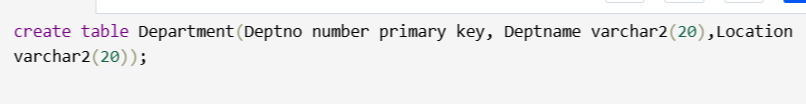 create table Department(Deptno number primary key, Deptname varchar2(20),Location
varchar2(20));